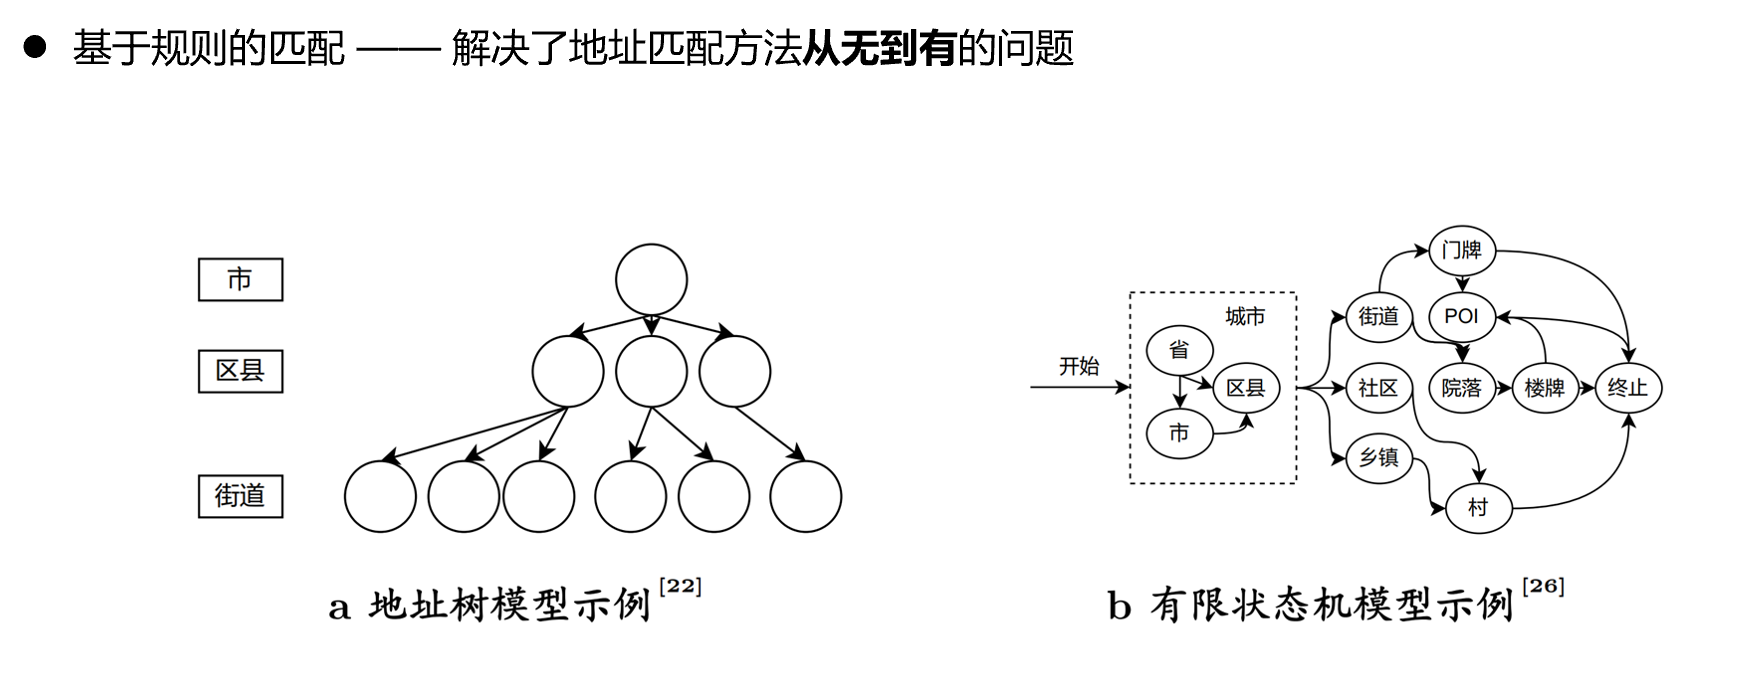 ● 基于规则的匹配 —— 解决了地址匹配方法从无到有的问题
市
区县
街道
a 地址树模型示例[22]
开始
城市
省
区县
市
门牌
街道
POI
社区
院落
楼牌
终止
乡镇
村
b 有限状态机模型示例[26]